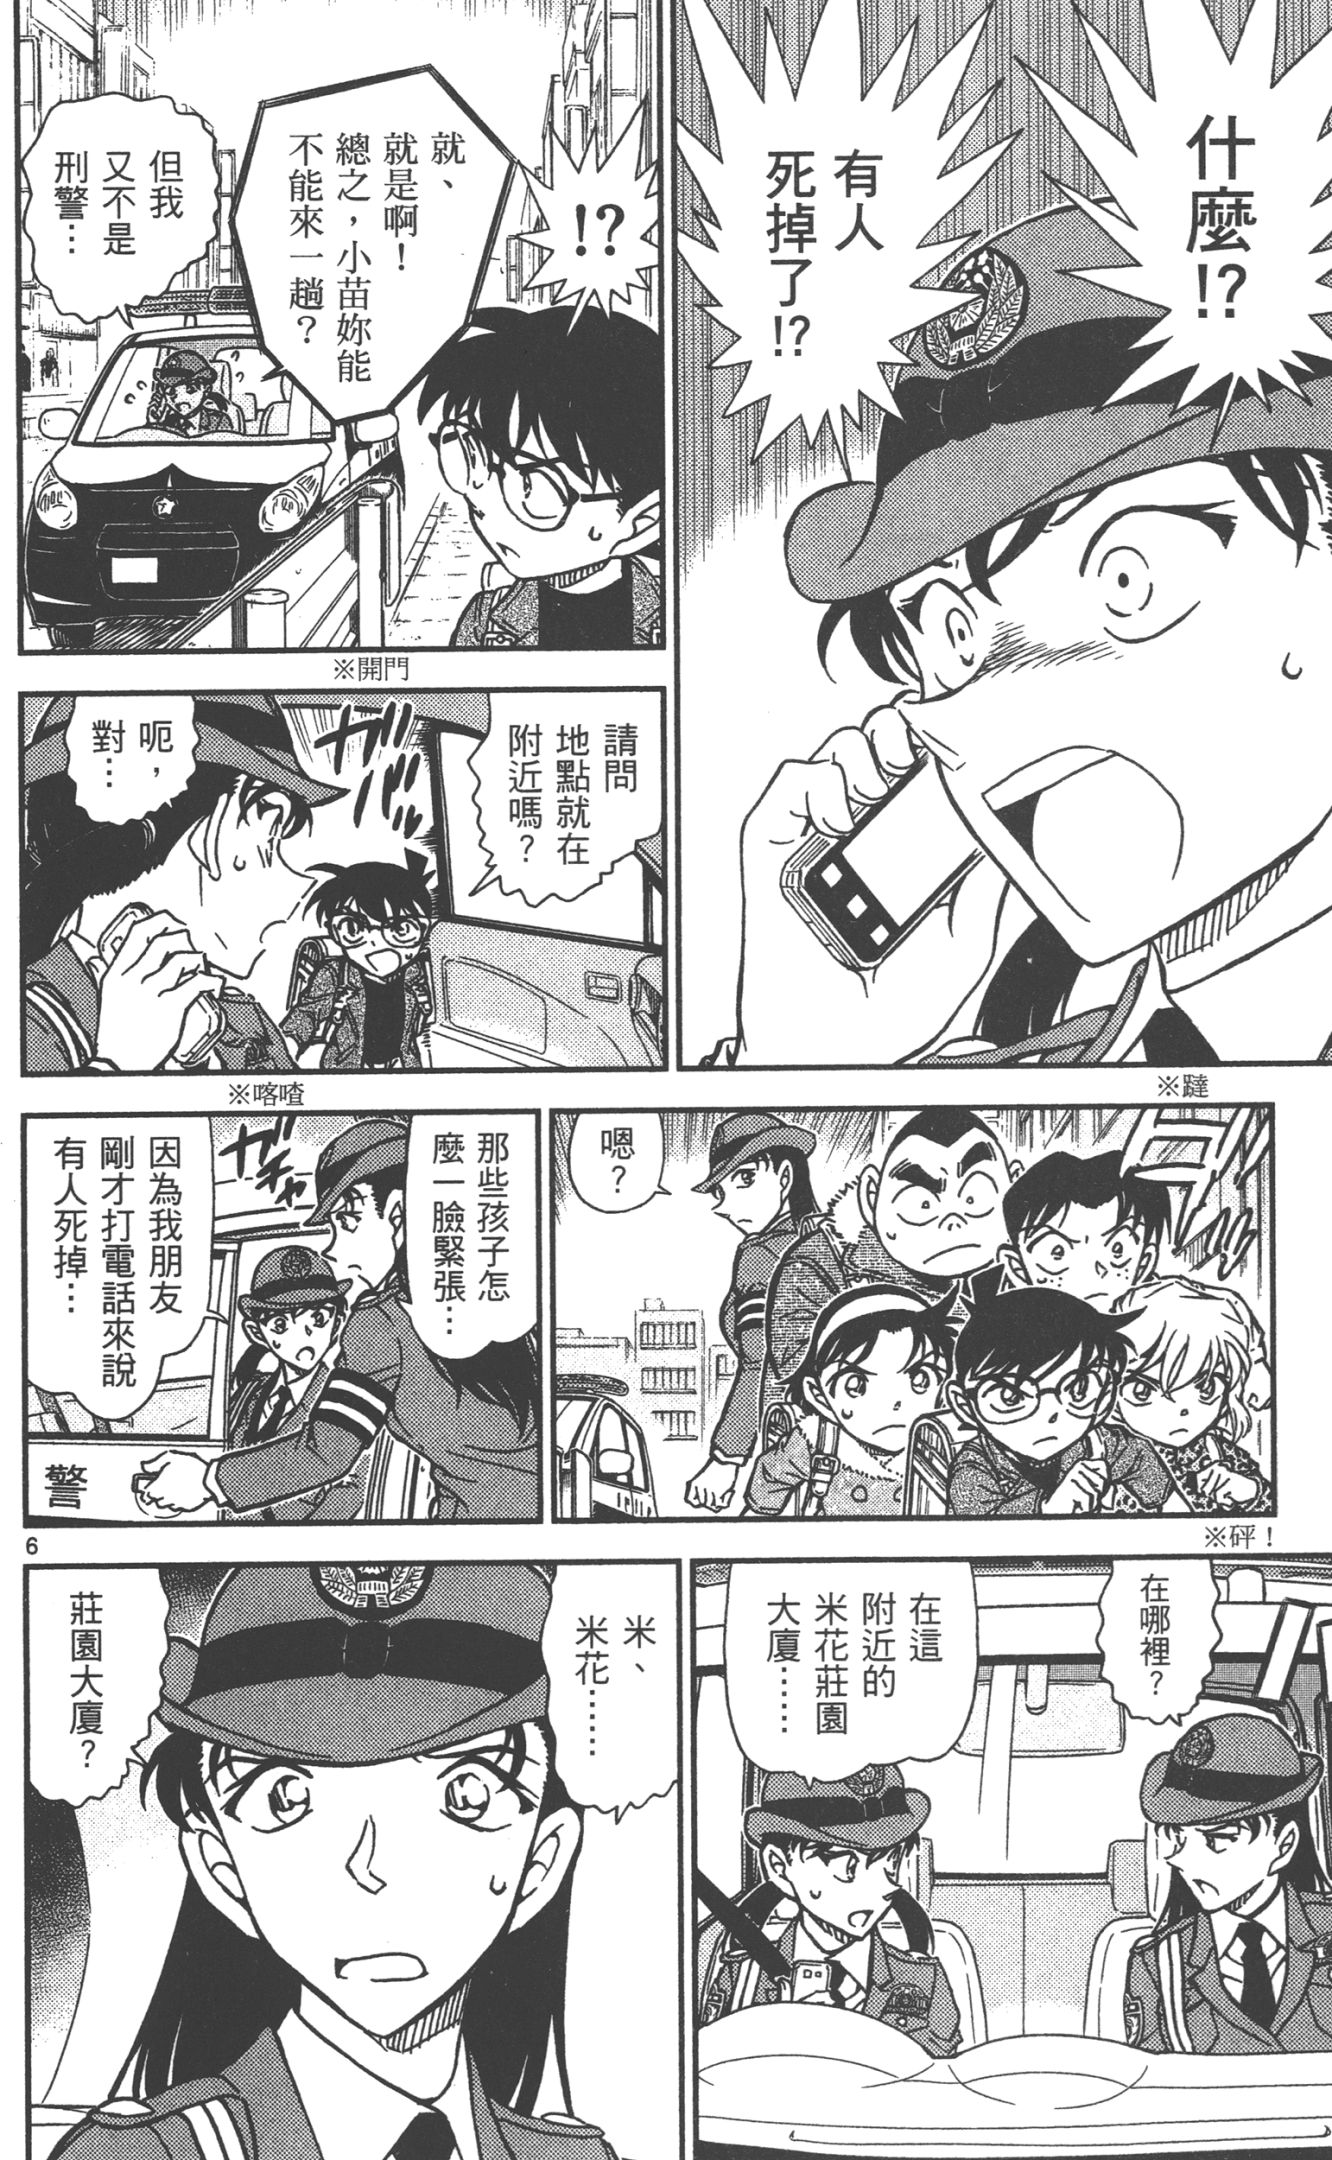 什麼!?
有人
死掉了!?
!?
就、
就是啊！
總之，小苗妳能
不能來一趟？
但我
又不是
刑警…
※開門
請問
地點就在
附近嗎？
呃，
對…
※躂
嗯？
※喀喳
那些孩子怎
麼一臉緊張…
因為我朋友
剛才打電話來說
有人死掉…
警
6
※砰！
在哪裡？
在這
附近的
米花莊園
大廈……
米、
米花……
莊園大廈？